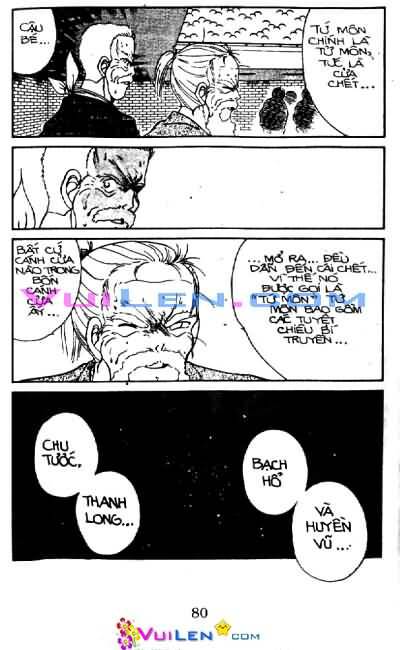 CẬU
BÉ...
TỨ MÔN
CHÍNH LÀ
TỬ MÔN,
TỨC LÀ
CỬA
CHẾT...
BẤT CỨ
CÁNH CỬA
NÀO TRONG
BỐN
CÁNH
CỬA
ẤY...
...MỞ RA... ĐỀU
DẪN ĐẾN CÁI CHẾT...
VÌ THẾ NÓ
ĐƯỢC GỌI LÀ
"TỬ MÔN". TỨ
MÔN BAO GỒM
CÁC TUYỆT
CHIÊU BÍ
TRUYỀN...
VUILEN.COM
CHU
TƯỚC,
THANH
LONG...
BẠCH
HỔ
VÀ
HUYỀN
VŨ...
80
VUILEN.COM